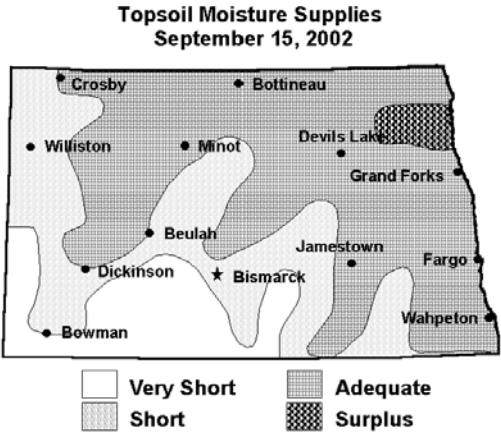 Topsoil Moisture Supplies
September 15, 2002
Crosby
Bottineau
Devils Lake
Williston
Minot
Grand Forks
Beulah
Jamestown
Fargo
Dickinson
Bismarck
Wahpeton
Bowman
Very Short
Adequate
Short
Surplus